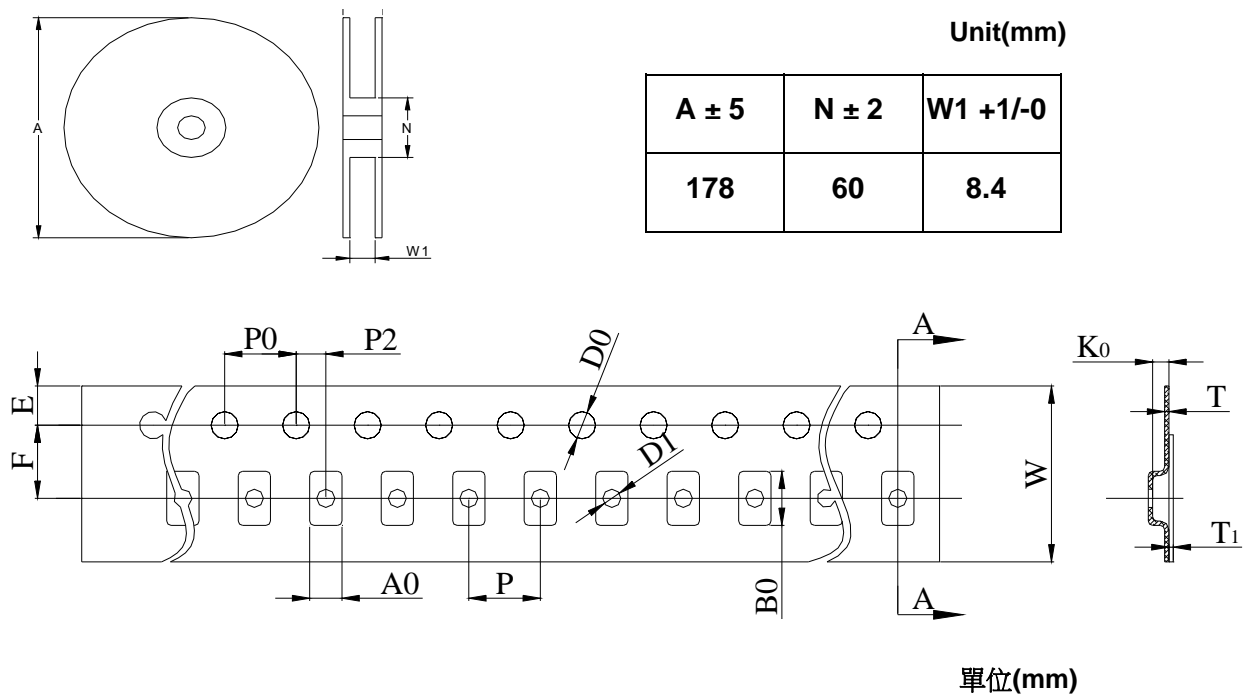 Unit(mm)
A ± 5 N ± 2 W1 +1/-0
178 60 8.4
A
N
W1
P0 P2 D0 A
K0
E
T
F
D1
W
T1
A0 P B0 A
單位(mm)